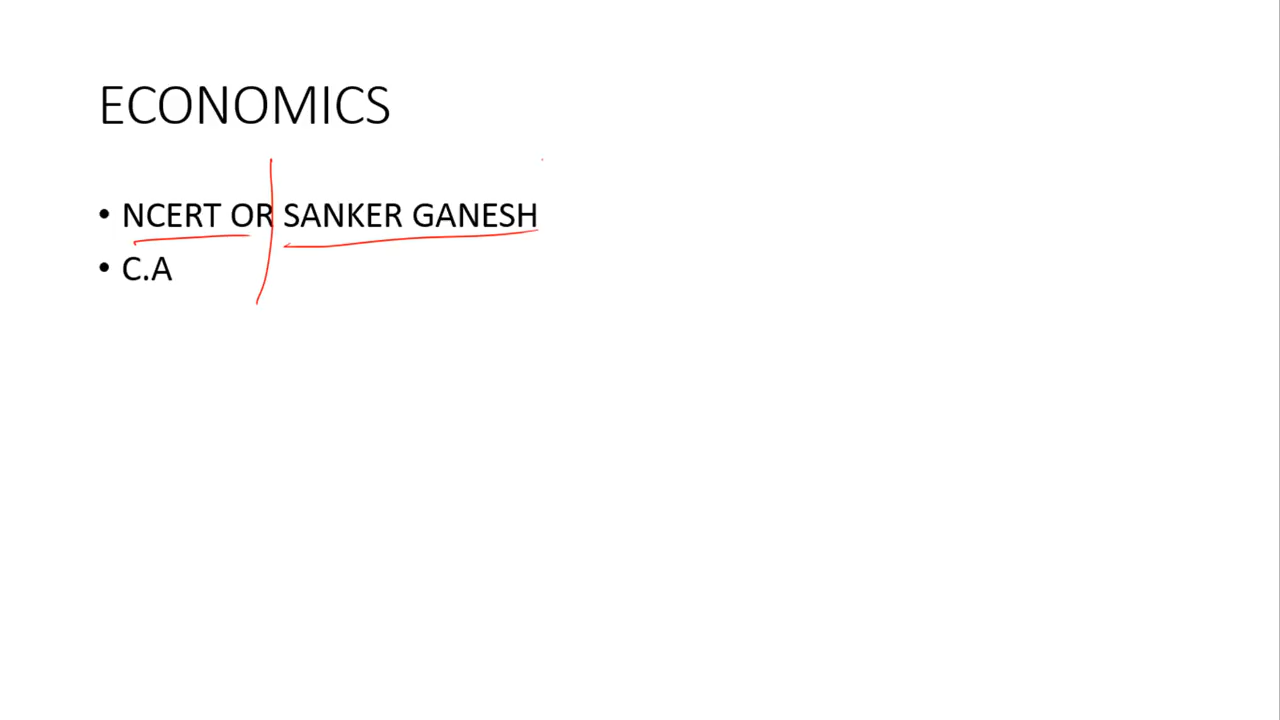 ECONOMICS
• NCERT OR SANKER GANESH
• C.A